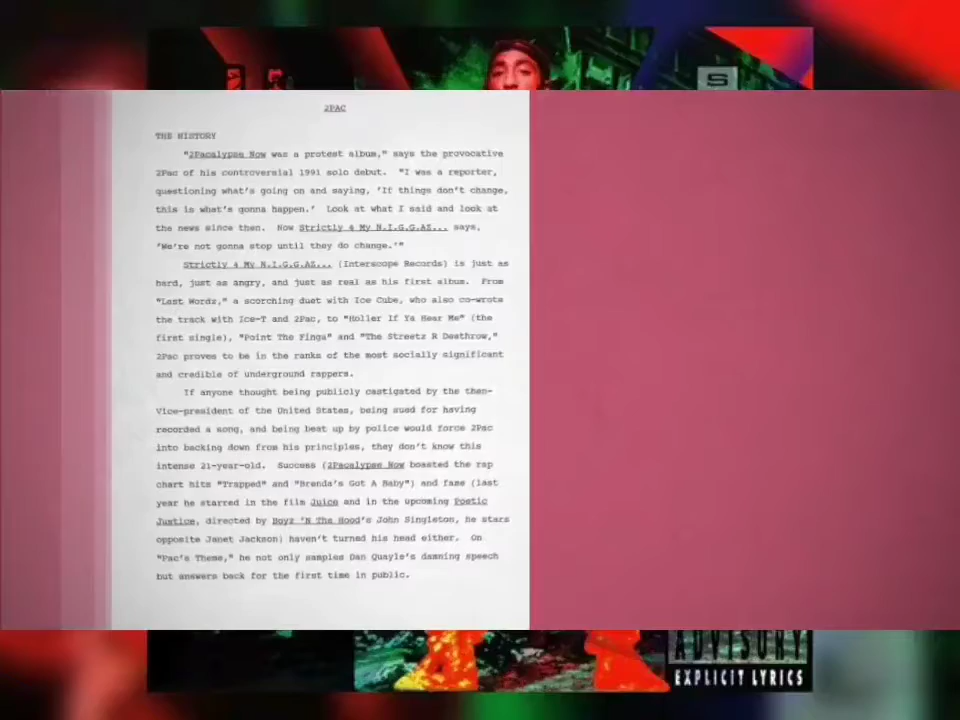 S
2PAC
THE HISTORY
"2Pacalypse Now was a protest album," says the provocative
2Pac of his controversial 1991 solo debut. "I was a reporter,
questioning what's going on and saying, 'If things don't change,
this is what's gonna happen.' Look at what I said and look at
the news since then. Now Strictly 4 My N.I.G.G.AZ... says,
'We're not gonna stop until they do change.'"
Strictly 4 My N.I.G.G.AZ... (Interscope Records) is just as
hard, just as angry, and just as real as his first album. From
"Last Wordz," a scorching duet with Ice Cube, who also co-wrote
the track with Ice-T and 2Pac, to "Holler If Ya Hear Me" (the
first single), "Point The Finga" and "The Streetz R Deathrow,"
2Pac proves to be in the ranks of the most socially significant
and credible of underground rappers.
If anyone thought being publicly castigated by the then-
Vice-president of the United States, being sued for having
recorded a song, and being beat up by police would force 2Pac
into backing down from his principles, they don't know this
intense 21-year-old. Success (2Pacalypse Now boasted the rap
chart hits "Trapped" and "Brenda's Got A Baby") and fame (last
year he starred in the film Juice and in the upcoming Poetic
Justice, directed by Boyz 'N The Hood's John Singleton, he stars
opposite Janet Jackson) haven't turned his head either. On
"Pac's Theme," he not only samples Dan Quayle's damning speech
but answers back for the first time in public.
ADVISORY
EXPLICIT LYRICS